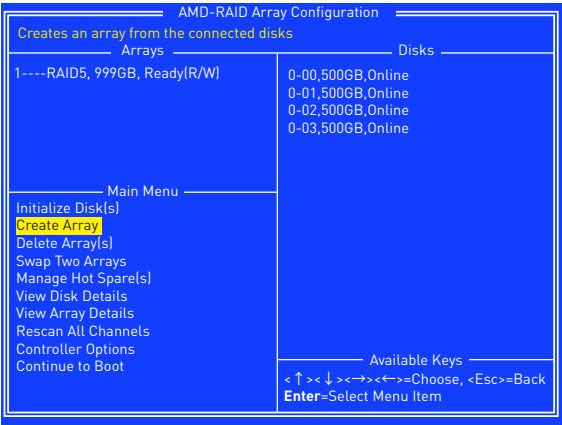 AMD-RAID Array Configuration
Creates an array from the connected disks
Arrays
1----RAID5, 999GB, Ready(R/W)
Disks
0-00,500GB,Online
0-01,500GB,Online
0-02,500GB,Online
0-03,500GB,Online
Main Menu
Initialize Disk(s)
Create Array
Delete Array(s)
Swap Two Arrays
Manage Hot Spare(s)
View Disk Details
View Array Details
Rescan All Channels
Controller Options
Continue to Boot
Available Keys
<↑><↓><→><←>=Choose, <Esc>=Back
Enter=Select Menu Item